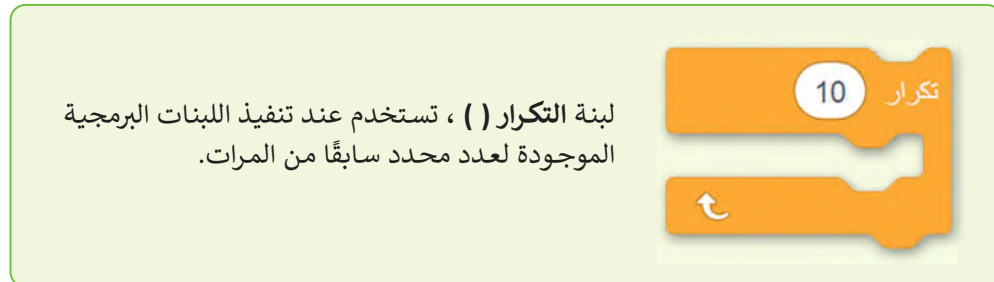 تكرار 10
لبنة التكرار ( ) ، تستخدم عند تنفيذ اللبنات البرمجية
الموجودة لعدد محدد سابقًا من المرات.